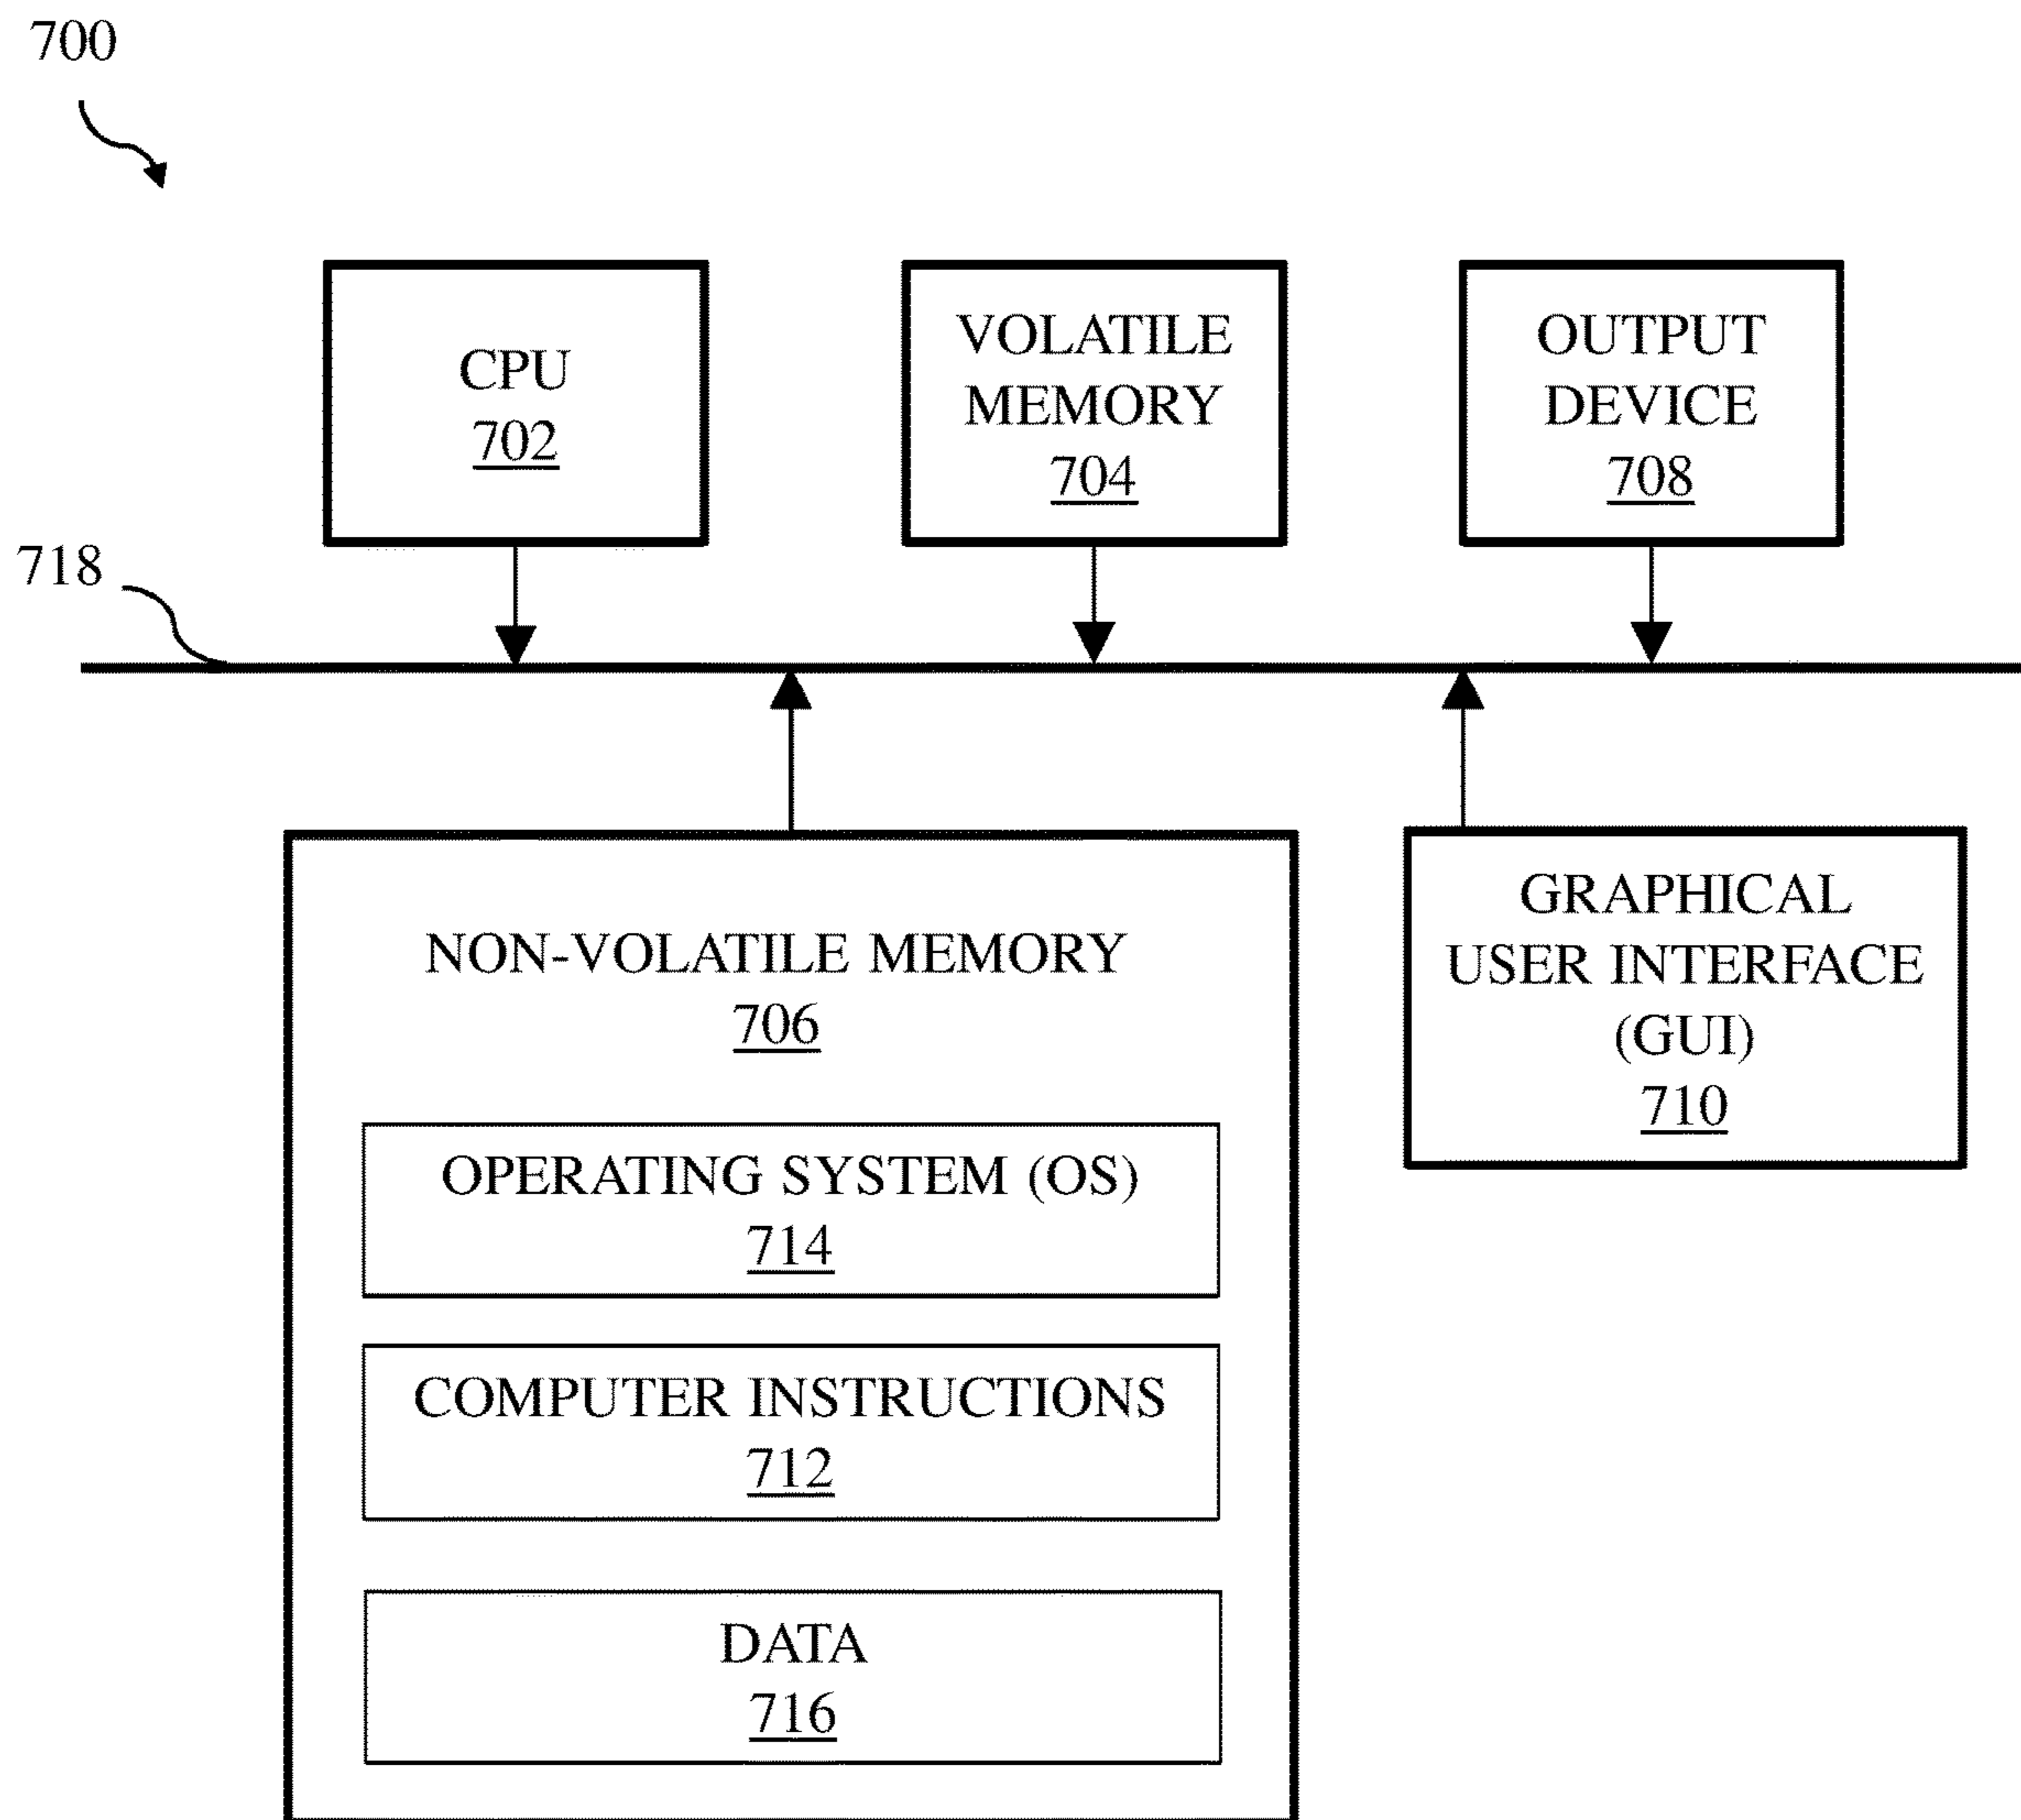 700
CPU
702
VOLATILE
MEMORY
704
OUTPUT
DEVICE
708
718
NON-VOLATILE MEMORY
706
OPERATING SYSTEM (OS)
714
COMPUTER INSTRUCTIONS
712
DATA
716
GRAPHICAL
USER INTERFACE
(GUI)
710